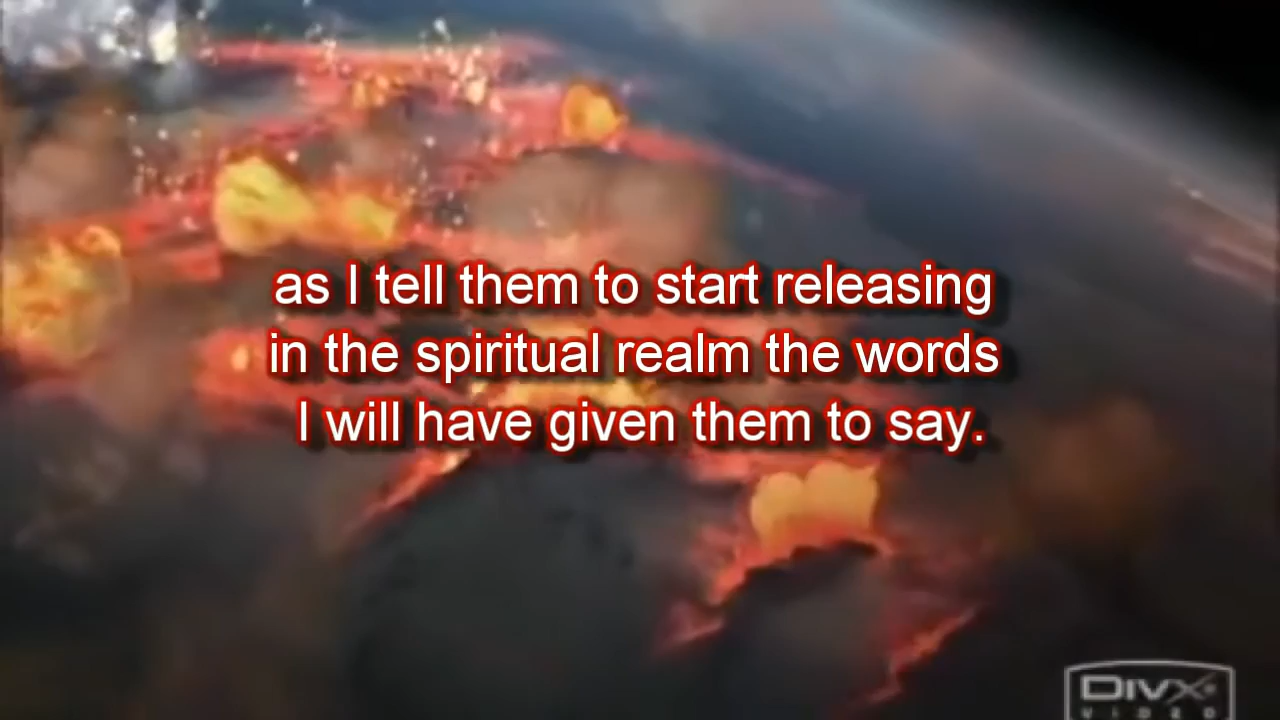 as I tell them to start releasing
in the spiritual realm the words
I will have given them to say.
DIVX
VIDEO